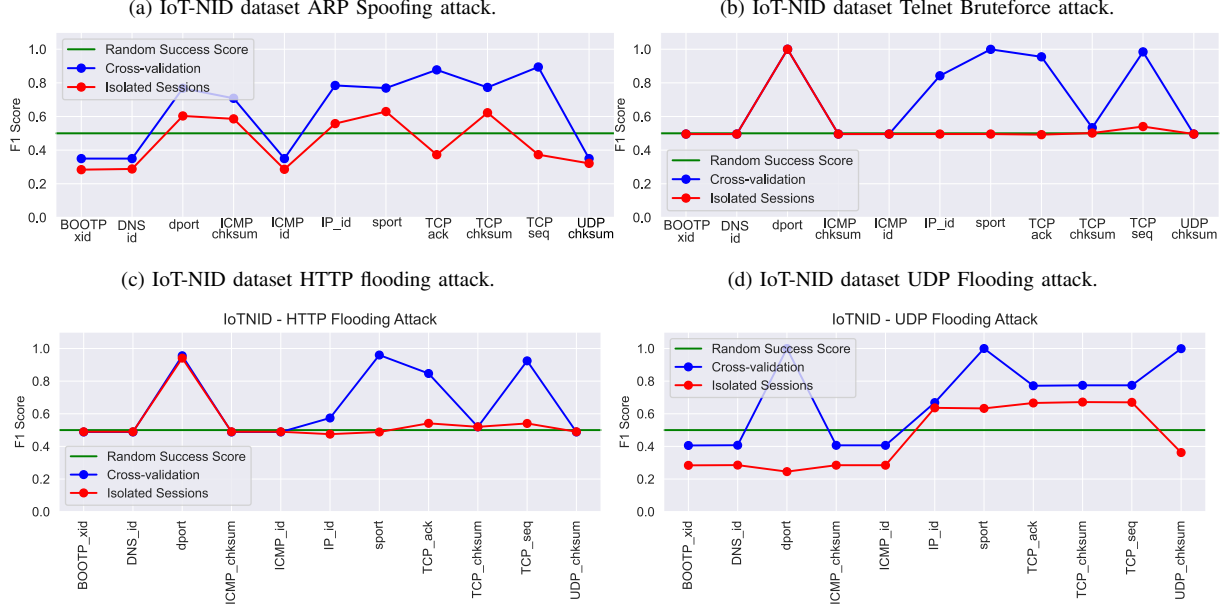 (a) IoT-NID dataset ARP Spoofing attack.
(b) IoT-NID dataset Telnet Bruteforce attack.
1.0
0.8
0.6
0.4
0.2
0.0
F1 Score
Random Success Score
Cross-validation
Isolated Sessions
BOOTP xid
DNS id
dport
ICMP chksum
ICMP id
IP_id
sport
TCP ack
TCP chksum
TCP seq
UDP chksum
1.0
0.8
0.6
0.4
0.2
0.0
F1 Score
Random Success Score
Cross-validation
Isolated Sessions
BOOTP xid
DNS id
dport
ICMP chksum
ICMP id
IP_id
sport
TCP ack
TCP chksum
TCP seq
UDP chksum
(c) IoT-NID dataset HTTP flooding attack.
(d) IoT-NID dataset UDP Flooding attack.
IoTNID - HTTP Flooding Attack
1.0
0.8
0.6
0.4
0.2
0.0
F1 Score
Random Success Score
Cross-validation
Isolated Sessions
BOOTP_xid
DNS_id
dport
ICMP_chksum
ICMP_id
IP_id
sport
TCP_ack
TCP_chksum
TCP_seq
UDP_chksum
IoTNID - UDP Flooding Attack
1.0
0.8
0.6
0.4
0.2
0.0
F1 Score
Random Success Score
Cross-validation
Isolated Sessions
BOOTP_xid
DNS_id
dport
ICMP_chksum
ICMP_id
IP_id
sport
TCP_ack
TCP_chksum
TCP_seq
UDP_chksum